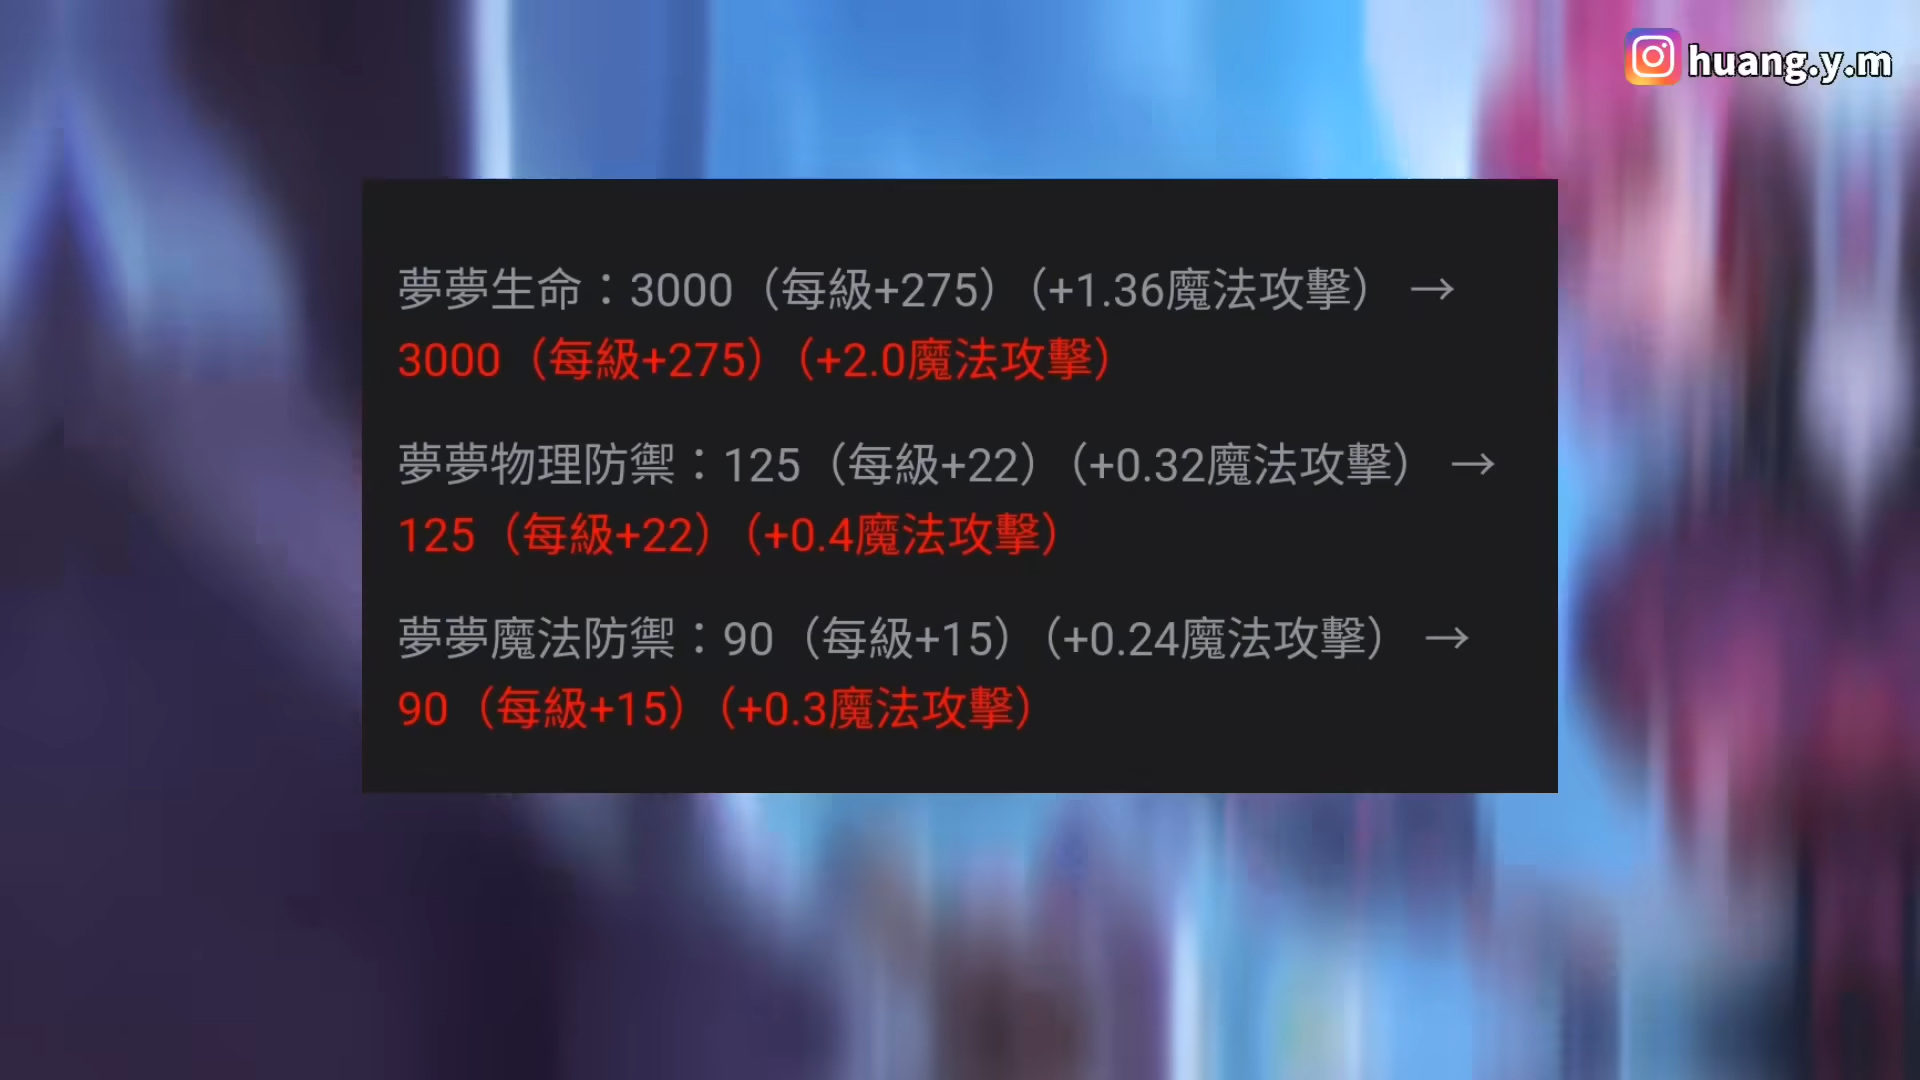 huang.y.m
夢夢生命：3000（每級+275）（+1.36魔法攻擊） →
3000（每級+275）（+2.0魔法攻擊）
夢夢物理防禦：125（每級+22）（+0.32魔法攻擊） →
125（每級+22）（+0.4魔法攻擊）
夢夢魔法防禦：90（每級+15）（+0.24魔法攻擊） →
90（每級+15）（+0.3魔法攻擊）